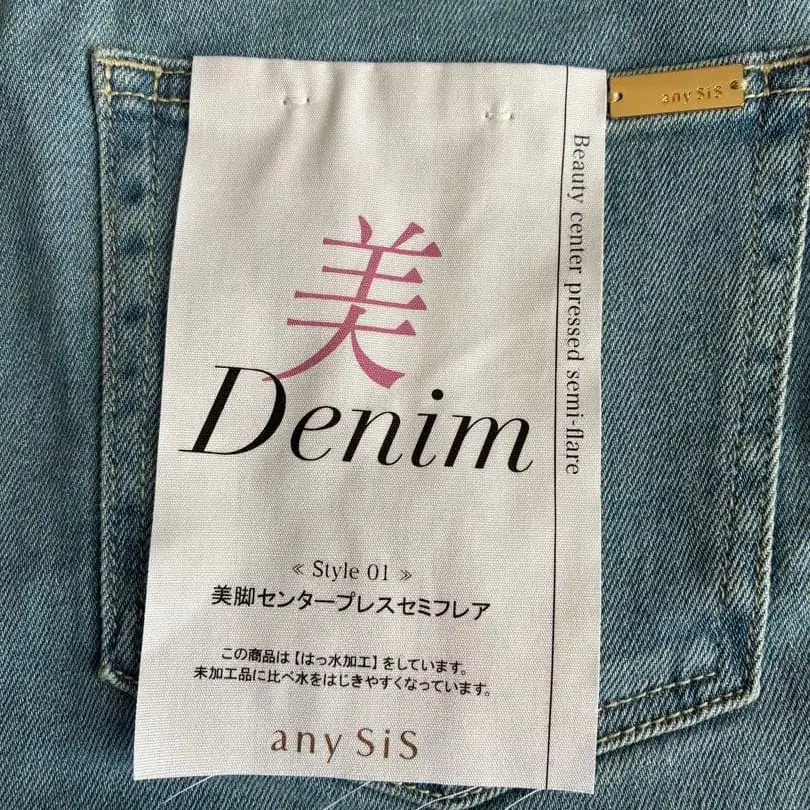 any SiS
Beauty center pressed semi-flare
美
Denim
≪ Style 01 ≫
美脚センタープレスセミフレア
この商品は【はっ水加工】をしています。
未加工品に比べ水をはじきやすくなっています。
any SiS